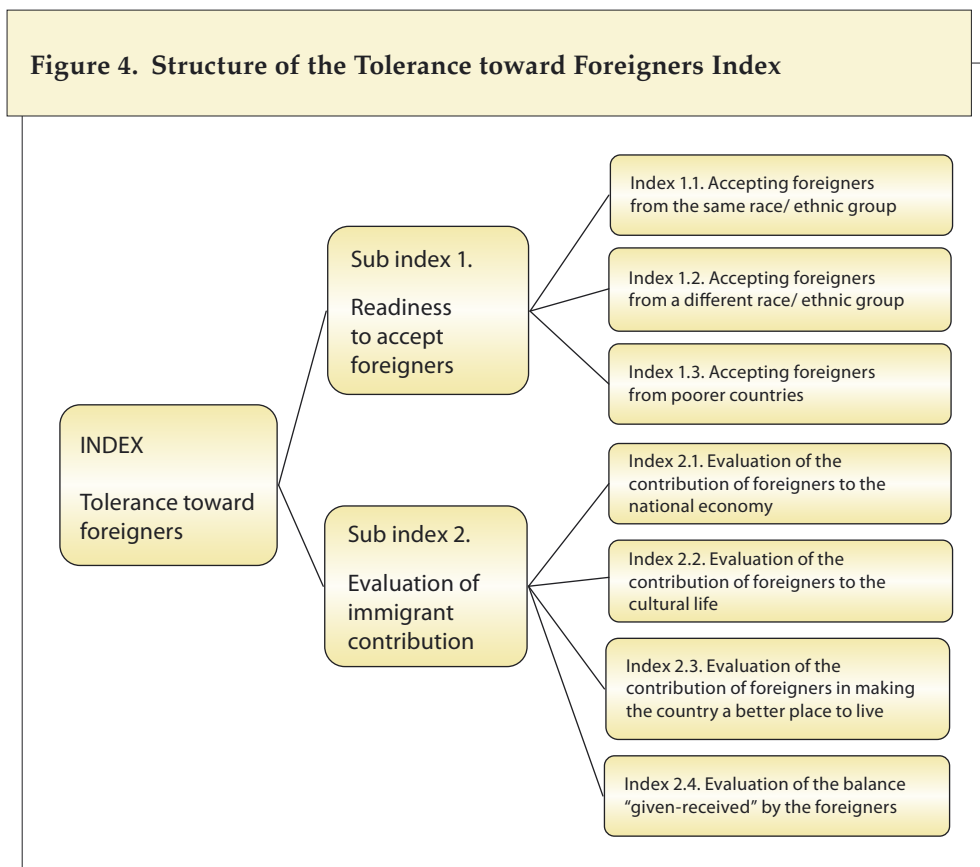 Figure 4. Structure of the Tolerance toward Foreigners Index
INDEX
Tolerance toward
foreigners
Sub index 1.
Readiness
to accept
foreigners
Index 1.1. Accepting foreigners
from the same race/ ethnic group
Index 1.2. Accepting foreigners
from a different race/ ethnic group
Index 1.3. Accepting foreigners
from poorer countries
Sub index 2.
Evaluation of
immigrant
contribution
Index 2.1. Evaluation of the
contribution of foreigners to the
national economy
Index 2.2. Evaluation of the
contribution of foreigners to the
cultural life
Index 2.3. Evaluation of the
contribution of foreigners in making
the country a better place to live
Index 2.4. Evaluation of the balance
“given-received” by the foreigners